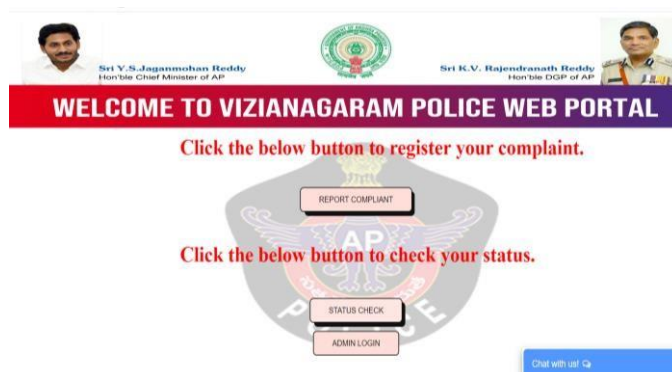 Sri Y.S.Jaganmohan Reddy
Hon'ble Chief Minister of AP
Sri K.V. Rajendranath Reddy
Hon'ble DGP of AP
WELCOME TO VIZIANAGARAM POLICE WEB PORTAL
Click the below button to register your complaint.
REPORT COMPLIANT
AP
Click the below button to check your status.
POLICE
STATUS CHECK
ADMIN LOGIN
Chat with us!